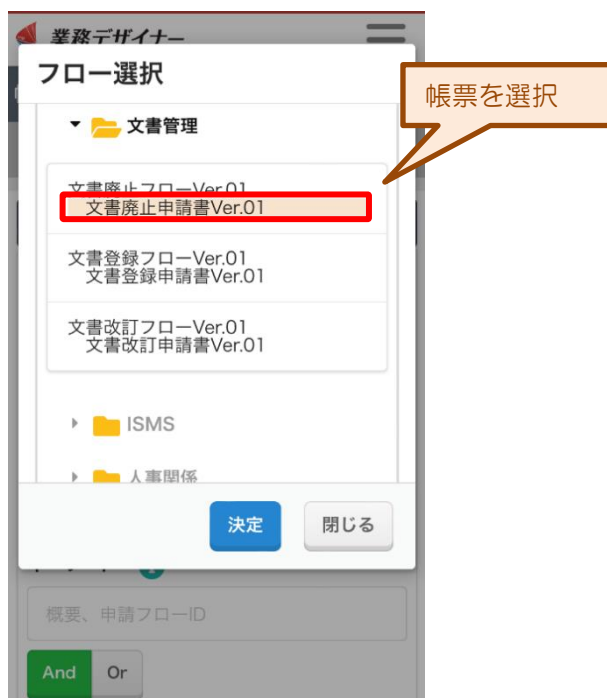 業務デザイナー
フロー選択
帳票を選択
文書管理
文書廃止フローVer.01
文書廃止申請書Ver.01
文書登録フローVer.01
文書登録申請書Ver.01
文書改訂フローVer.01
文書改訂申請書Ver.01
ISMS
人事関係
決定
閉じる
概要、申請フローID
And
Or